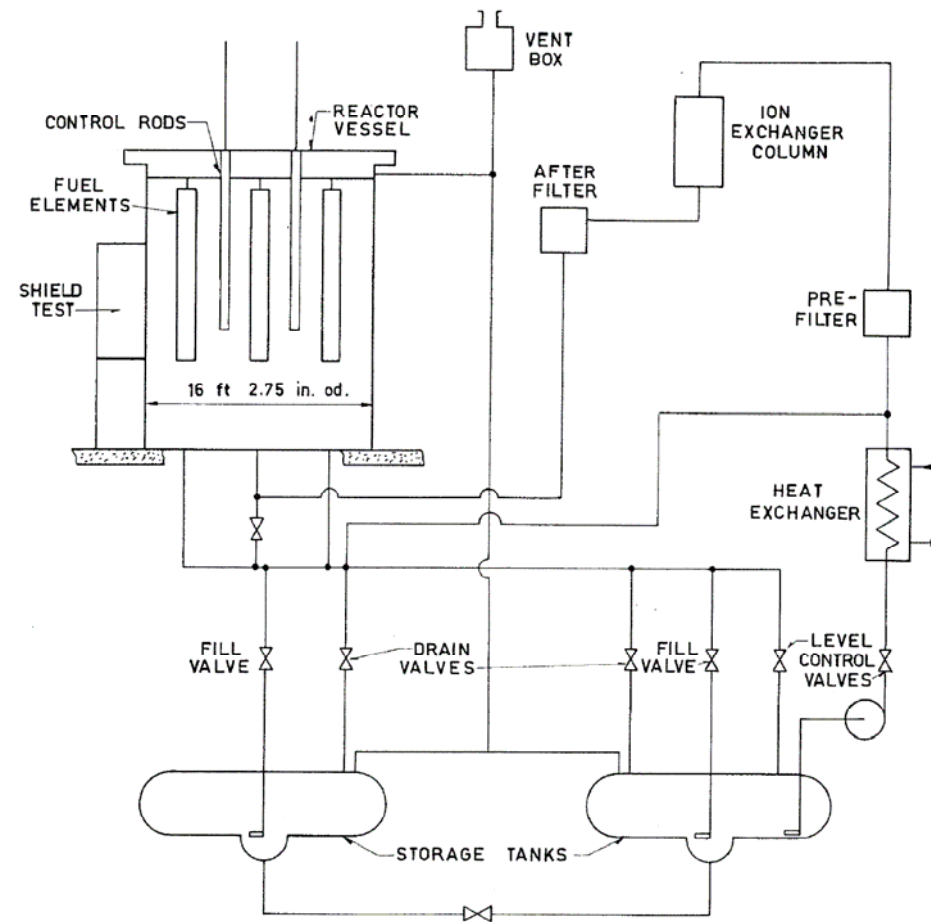 VENT
BOX
CONTROL RODS
REACTOR
VESSEL
ION
EXCHANGER
COLUMN
FUEL
ELEMENTS
AFTER
FILTER
SHIELD
TEST
PRE-
FILTER
16 ft 2.75 in. od.
HEAT
EXCHANGER
FILL
VALVE
DRAIN
VALVES
FILL
VALVE
LEVEL
CONTROL
VALVES
STORAGE TANKS